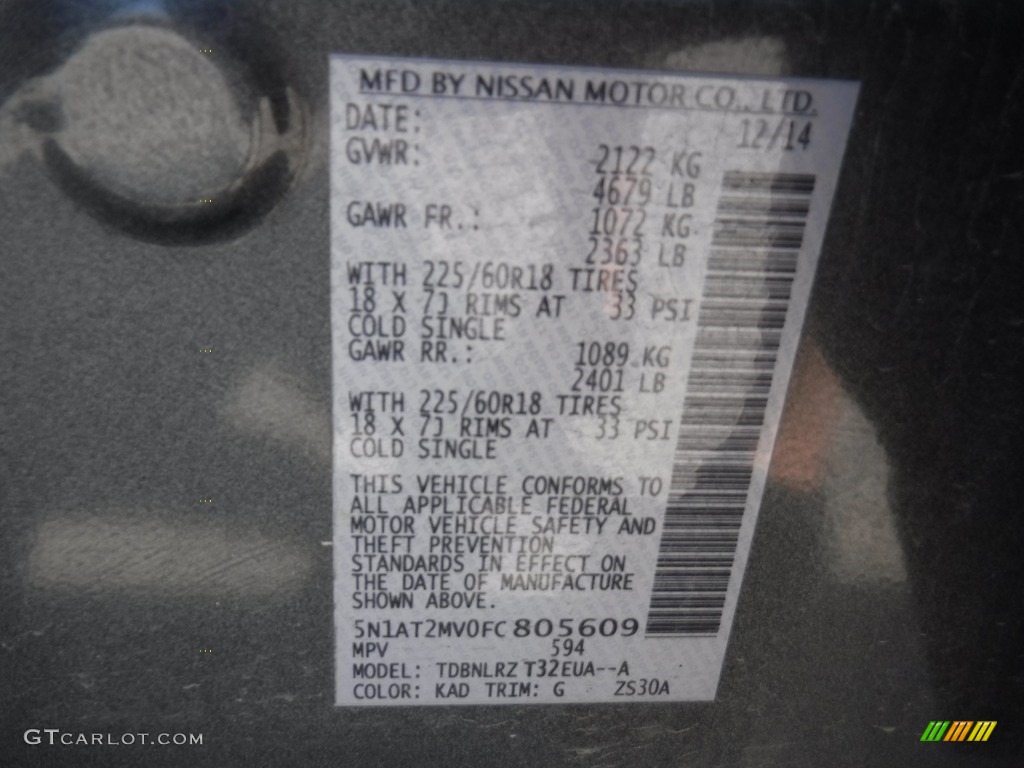 MFD BY NISSAN MOTOR CO., LTD.
DATE: 12/14
GVWR: 2122 KG
4679 LB
GAWR FR.: 1072 KG
2363 LB
WITH 225/60R18 TIRES
18 X 7J RIMS AT 33 PSI
COLD SINGLE
GAWR RR.: 1089 KG
2401 LB
WITH 225/60R18 TIRES
18 X 7J RIMS AT 33 PSI
COLD SINGLE
THIS VEHICLE CONFORMS TO
ALL APPLICABLE FEDERAL
MOTOR VEHICLE SAFETY AND
THEFT PREVENTION
STANDARDS IN EFFECT ON
THE DATE OF MANUFACTURE
SHOWN ABOVE.
5N1AT2MV0FC805609
MPV 594
MODEL: TDBNLRZ T32EUA--A
COLOR: KAD TRIM: G ZS30A
GTCARLOT.COM